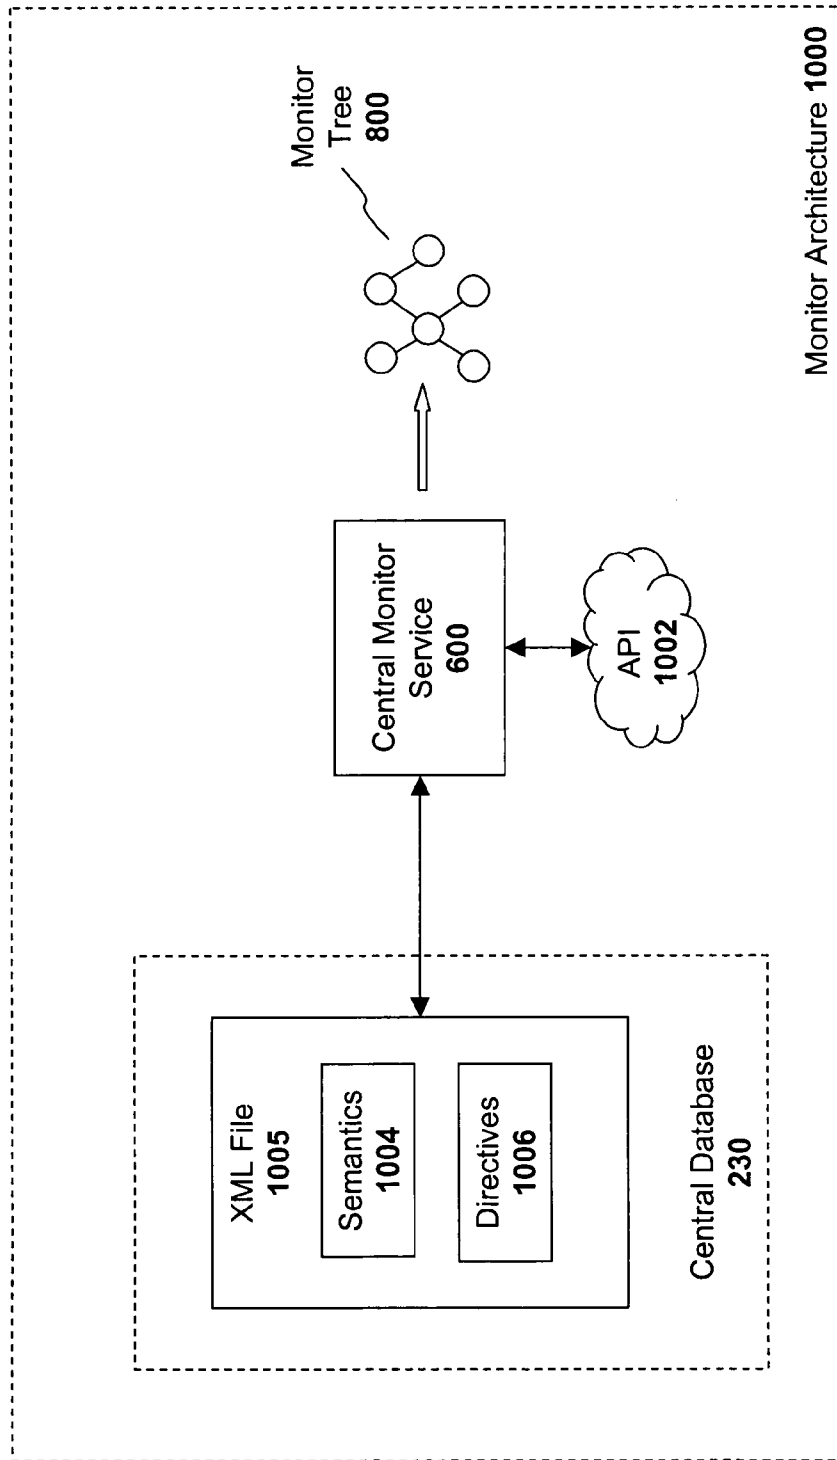 XML File
1005
Semantics
1004
Directives
1006
Central Database
230
Central Monitor
Service
600
API
1002
Monitor
Tree
800
Monitor Architecture 1000